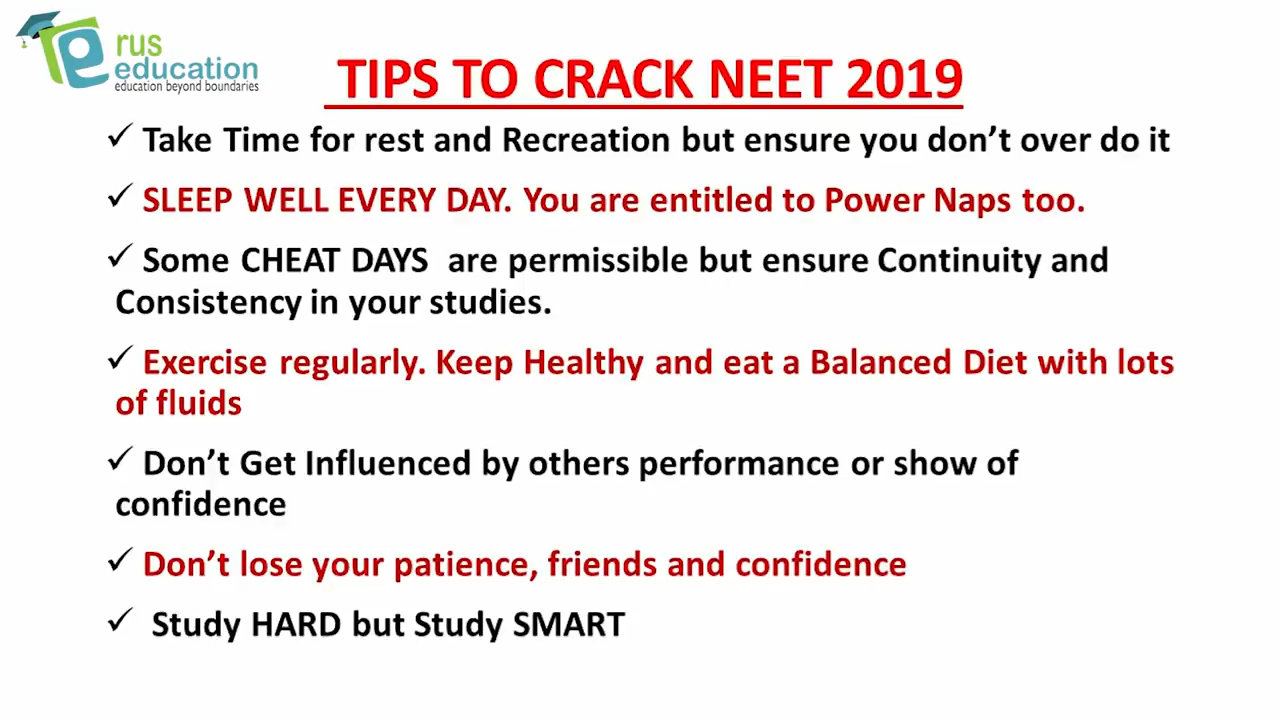 rus
education
education beyond boundaries
TIPS TO CRACK NEET 2019
✓ Take Time for rest and Recreation but ensure you don’t over do it
✓ SLEEP WELL EVERY DAY. You are entitled to Power Naps too.
✓ Some CHEAT DAYS are permissible but ensure Continuity and
Consistency in your studies.
✓ Exercise regularly. Keep Healthy and eat a Balanced Diet with lots
of fluids
✓ Don’t Get Influenced by others performance or show of
confidence
✓ Don’t lose your patience, friends and confidence
✓ Study HARD but Study SMART